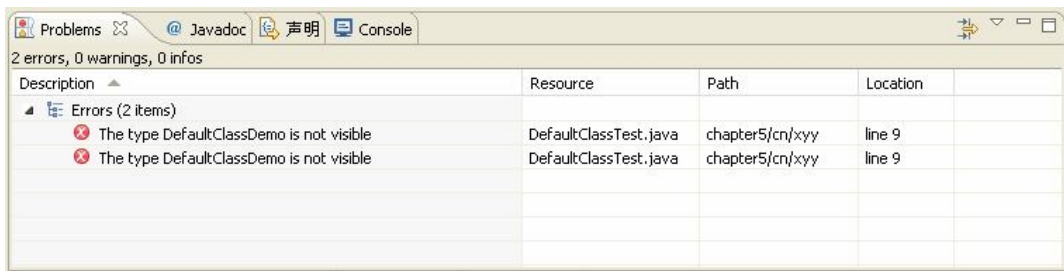 Problems @ Javadoc 声明 Console
2 errors, 0 warnings, 0 infos
Description Resource Path Location
Errors (2 items)
The type DefaultClassDemo is not visible DefaultClassTest.java chapter5/cn/xyy line 9
The type DefaultClassDemo is not visible DefaultClassTest.java chapter5/cn/xyy line 9